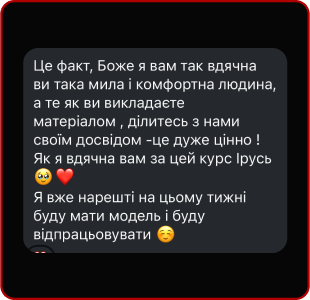 Це факт, Боже я вам так вдячна
ви така мила і комфортна людина,
а те як ви викладаєте
матеріалом , ділитесь з нами
своїм досвідом -це дуже цінно !
Як я вдячна вам за цей курс Ірусь
🥹❤️
Я вже нарешті на цьому тижні
буду мати модель і буду
відпрацьовувати ☺️